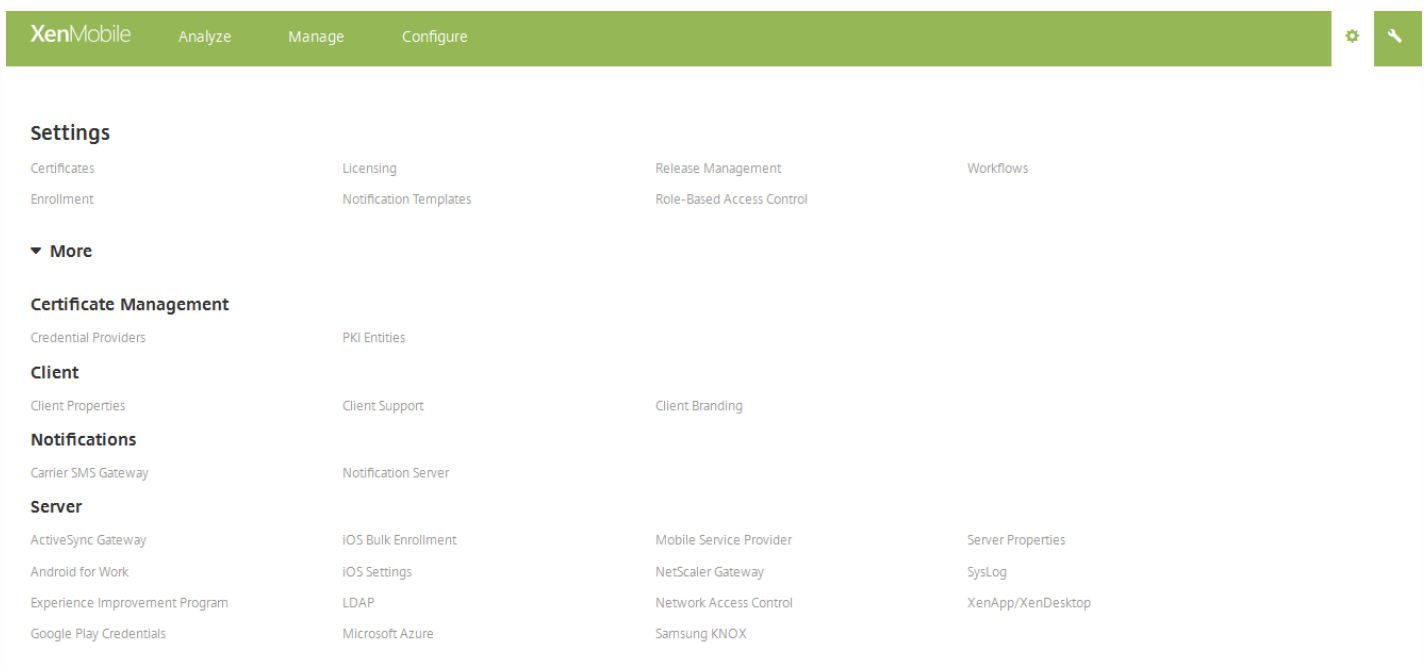 XenMobile Analyze Manage Configure
Settings
Certificates Licensing Release Management Workflows
Enrollment Notification Templates Role-Based Access Control
More
Certificate Management
Credential Providers PKI Entities
Client
Client Properties Client Support Client Branding
Notifications
Carrier SMS Gateway Notification Server
Server
ActiveSync Gateway iOS Bulk Enrollment Mobile Service Provider Server Properties
Android for Work iOS Settings NetScaler Gateway SysLog
Experience Improvement Program LDAP Network Access Control XenApp/XenDesktop
Google Play Credentials Microsoft Azure Samsung KNOX